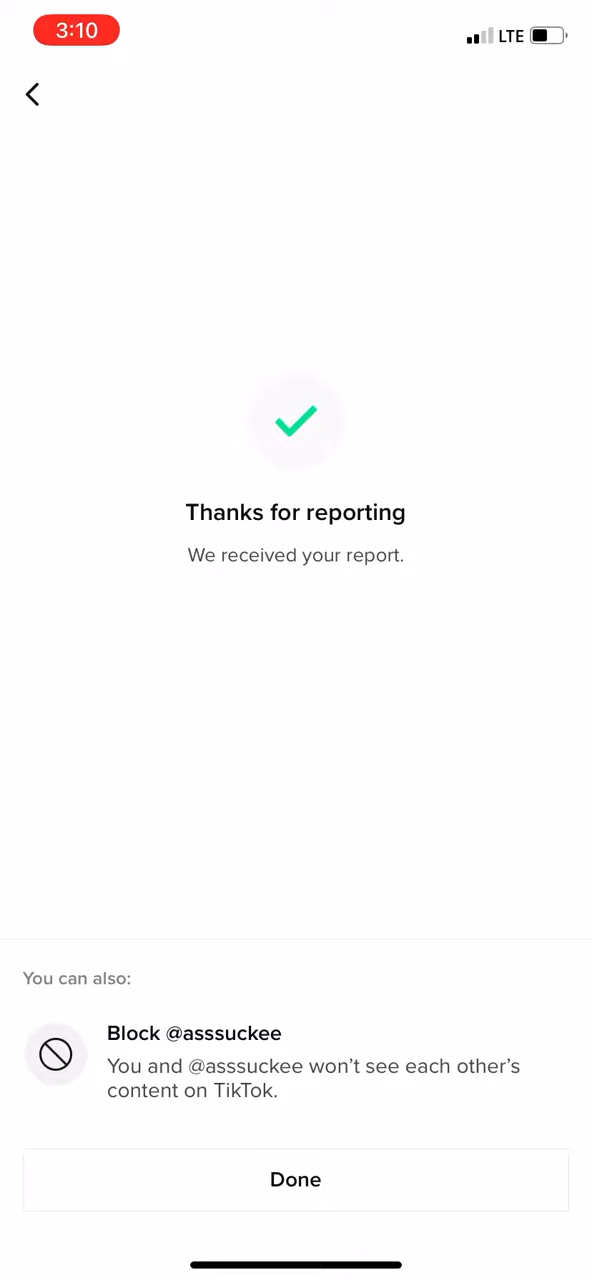 3:10
LTE
Thanks for reporting
We received your report.
You can also:
Block @asssuckee
You and @asssuckee won’t see each other’s
content on TikTok.
Done